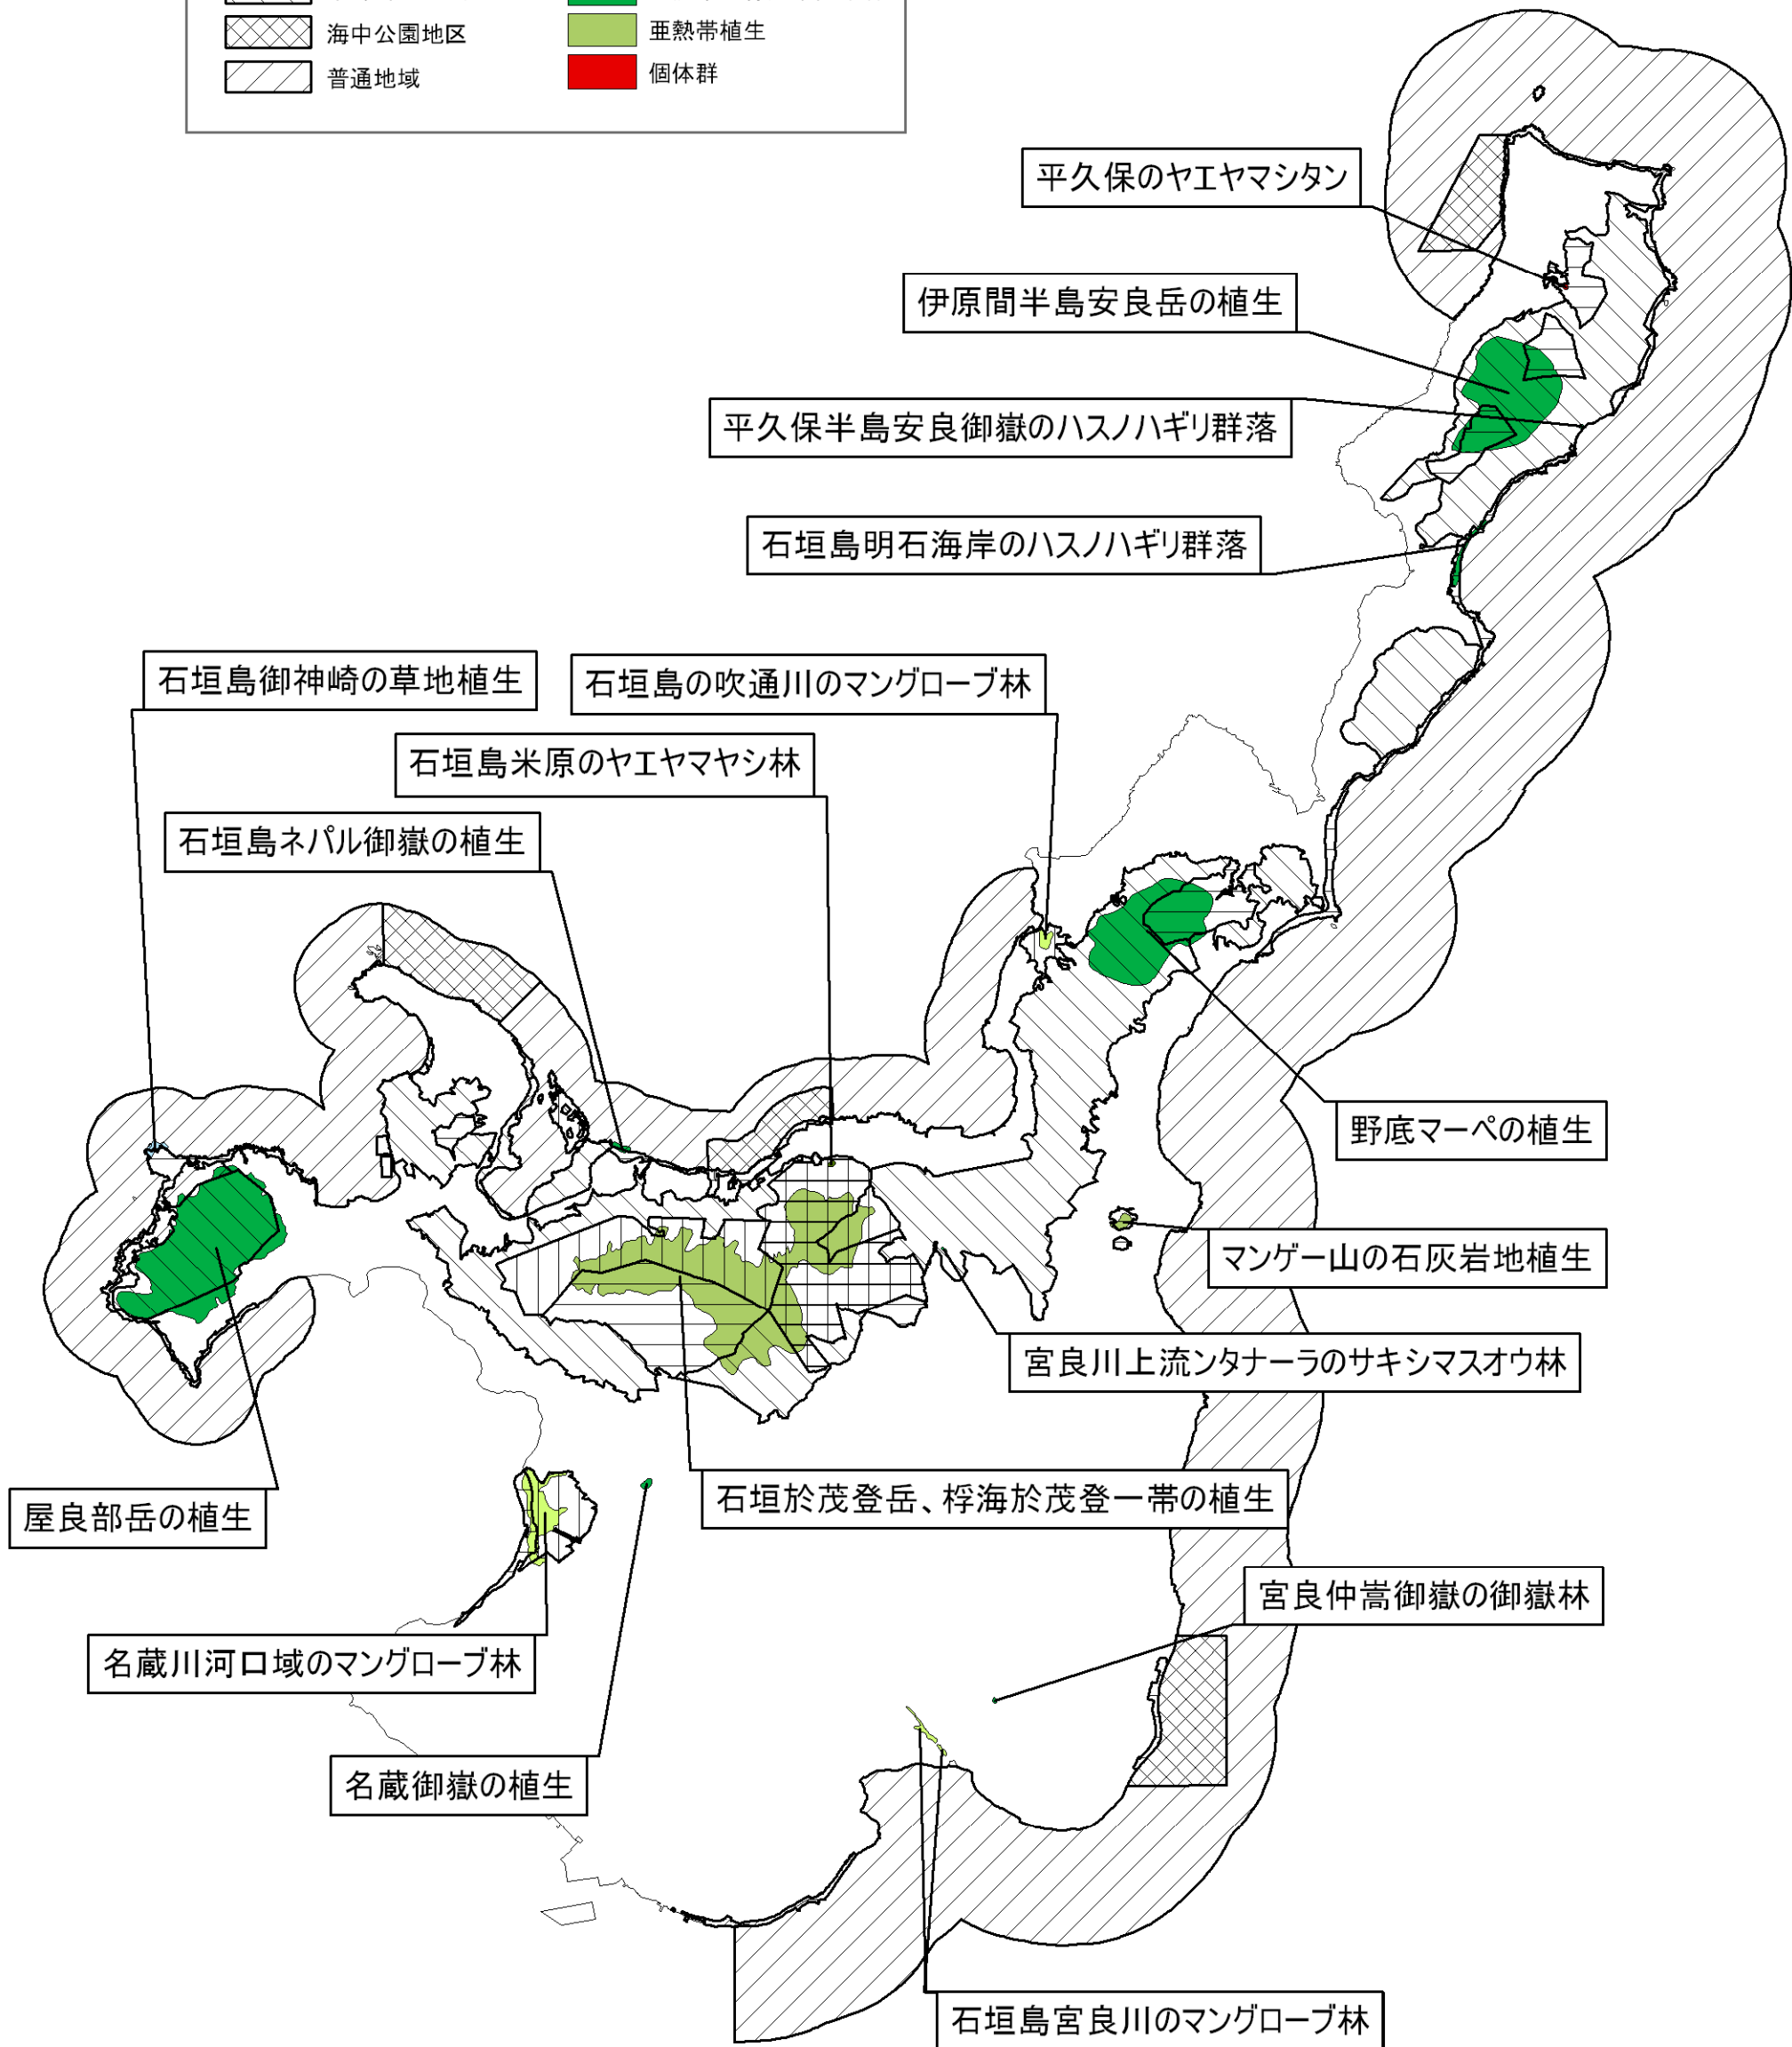 海中公園地区
亜熱帯植生
普通地域
個体群
平久保のヤエヤマシタン
伊原間半島安良岳の植生
平久保半島安良御嶽のハスノハギリ群落
石垣島明石海岸のハスノハギリ群落
石垣島御神崎の草地植生
石垣島の吹通川のマングローブ林
石垣島米原のヤエヤマヤシ林
石垣島ネパル御嶽の植生
野底マーペの植生
マンゲー山の石灰岩地植生
宮良川上流ンタナーラのサキシマスオウ林
石垣於茂登岳、桴海於茂登一帯の植生
屋良部岳の植生
宮良仲嵩御嶽の御嶽林
名蔵川河口域のマングローブ林
名蔵御嶽の植生
石垣島宮良川のマングローブ林